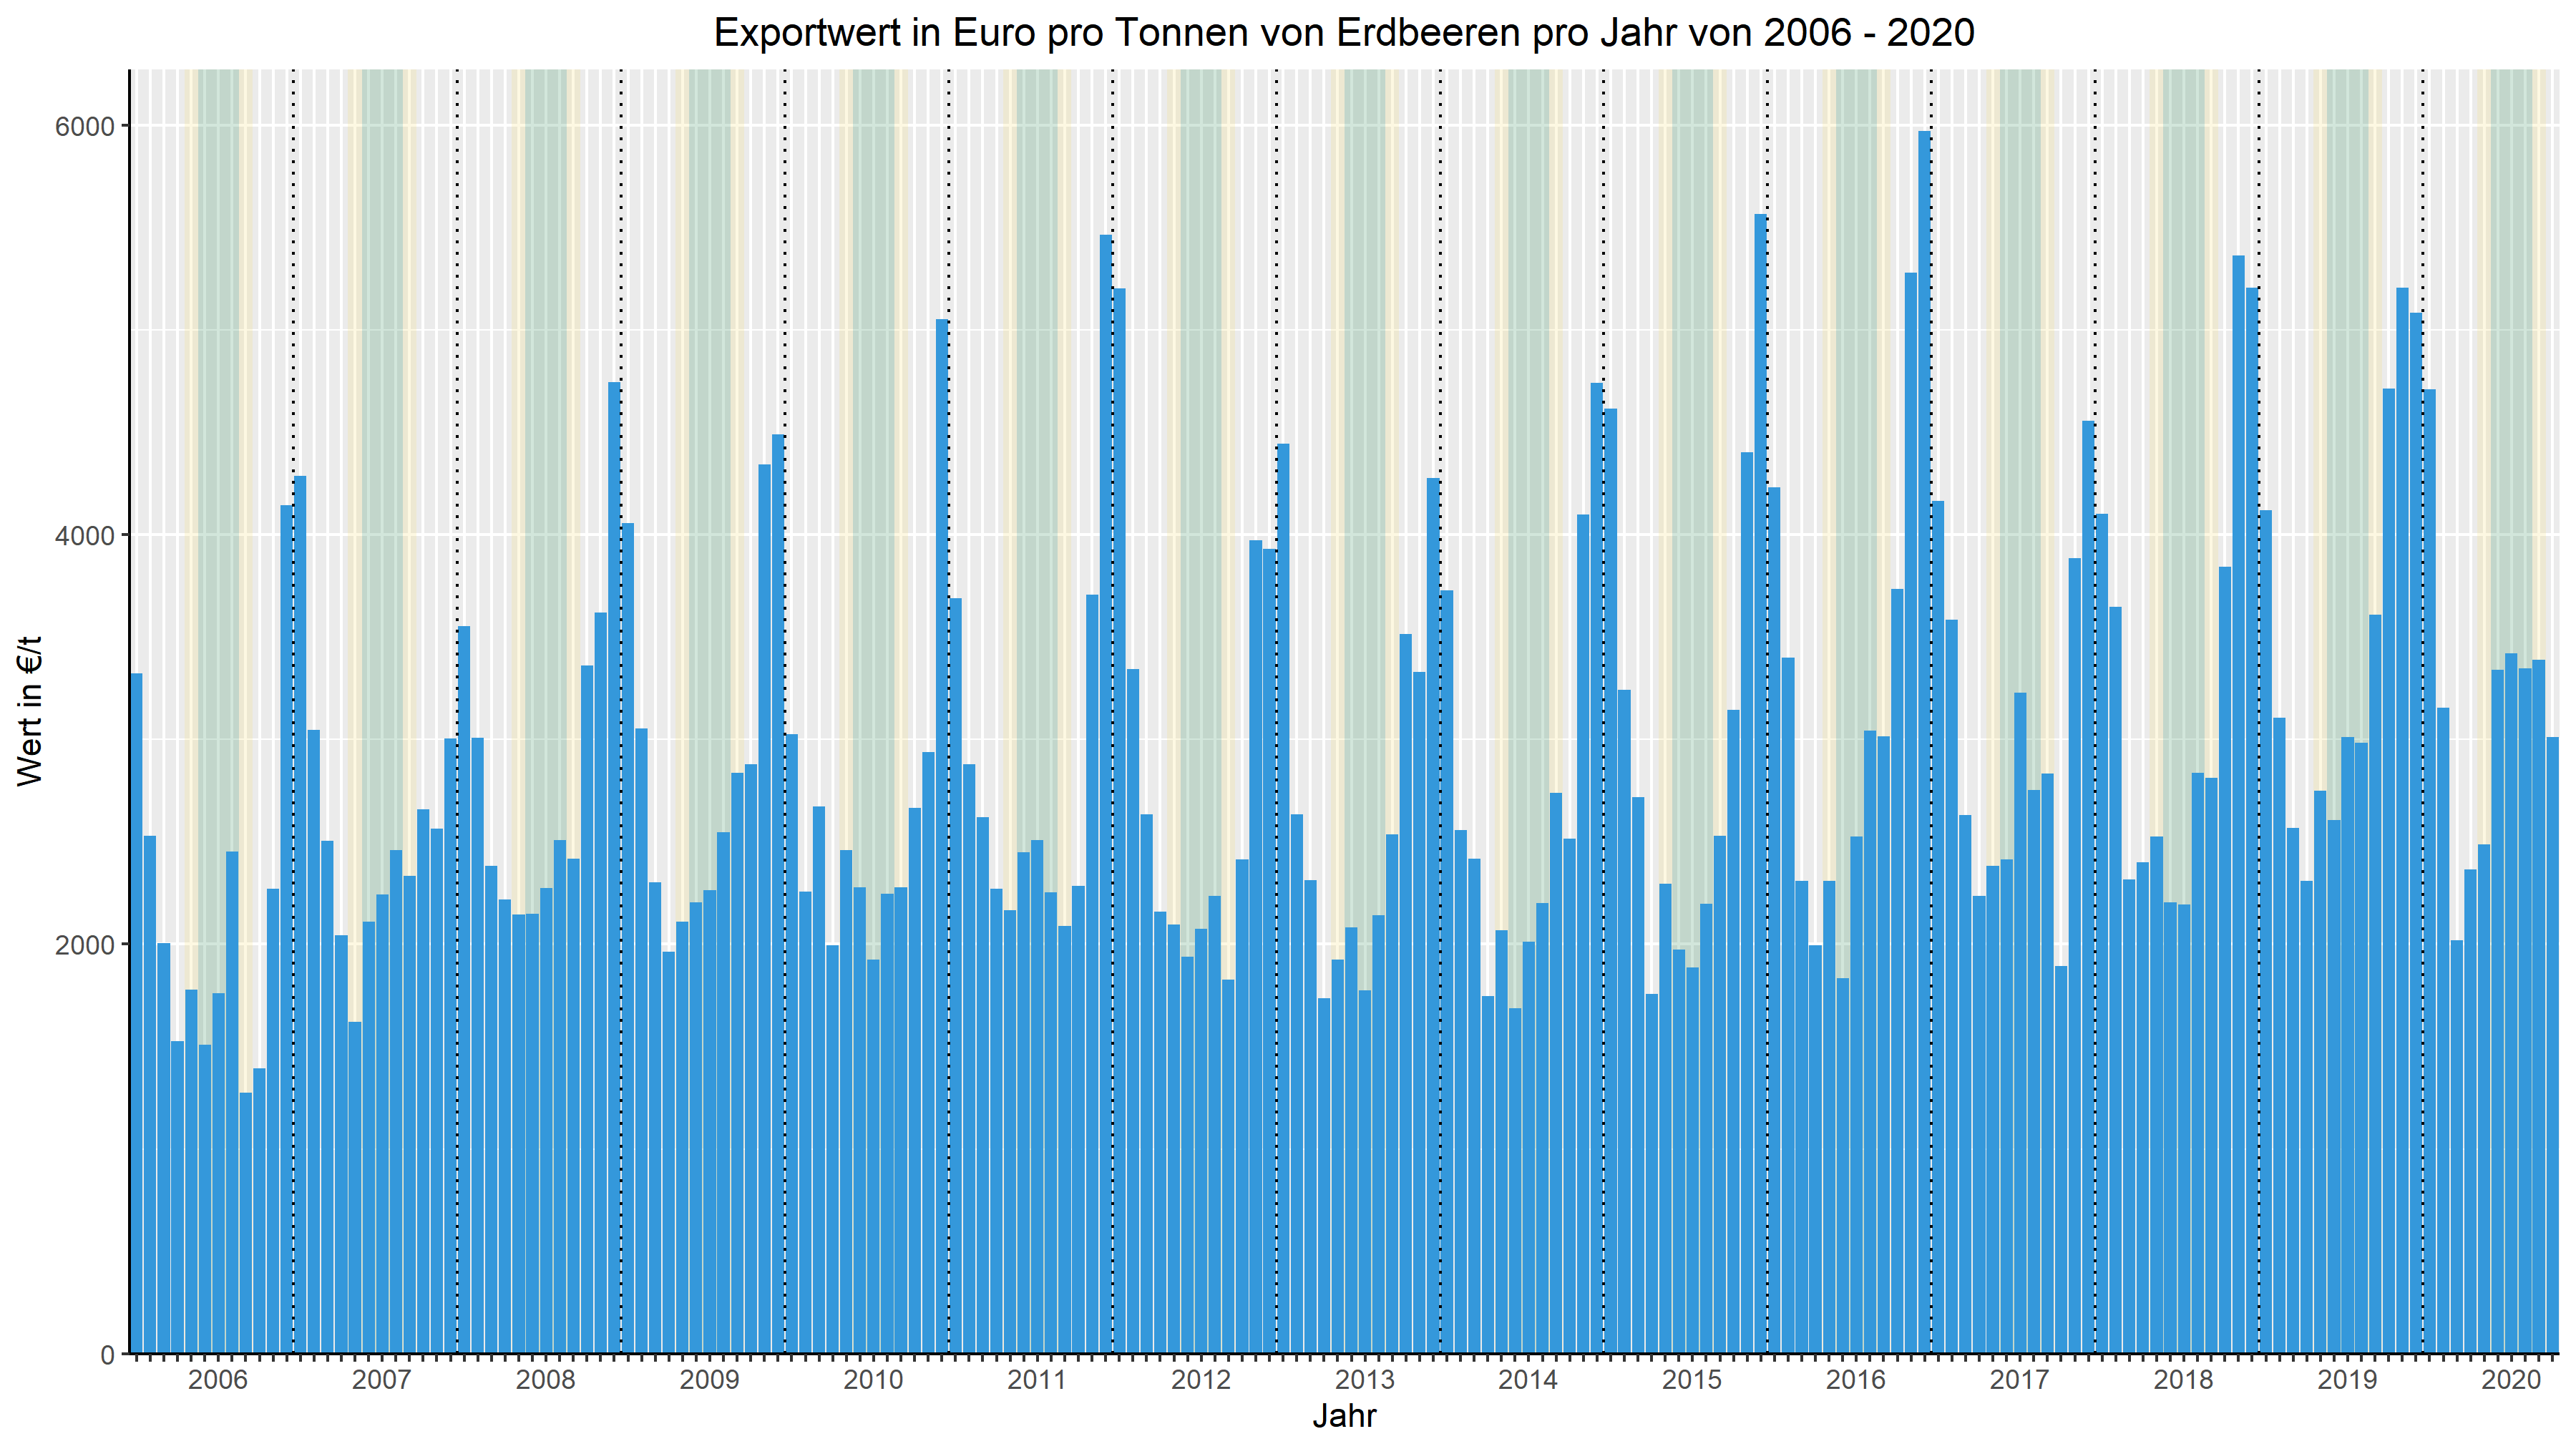 Exportwert in Euro pro Tonnen von Erdbeeren pro Jahr von 2006 - 2020
6000
4000
2000
0
Wert in €/t
2006 2007 2008 2009 2010 2011 2012 2013 2014 2015 2016 2017 2018 2019 2020
Jahr